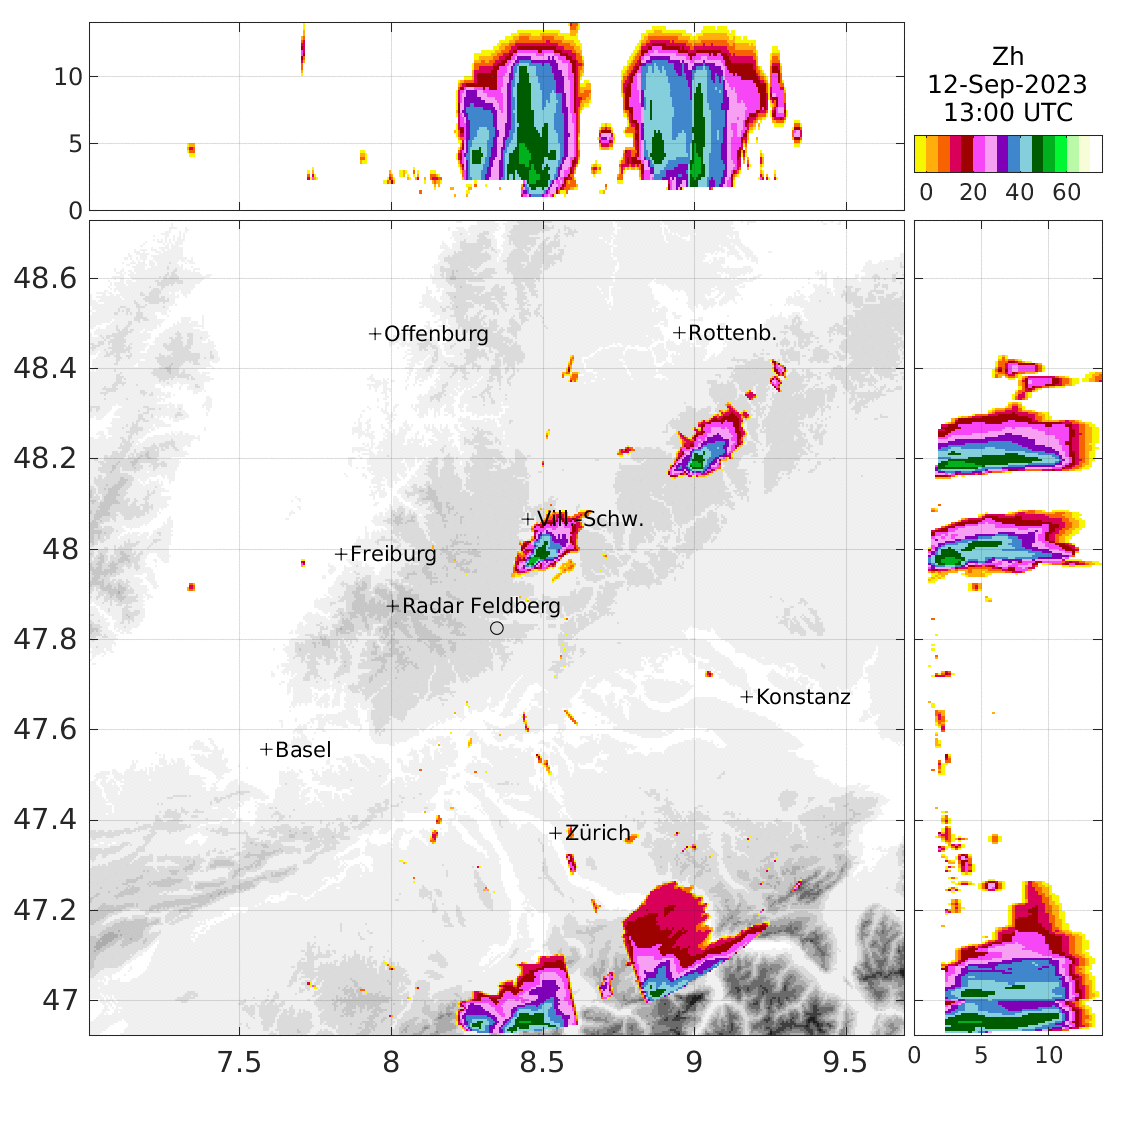 10
5
0
Zh
12-Sep-2023
13:00 UTC
0 20 40 60
48.6
48.4
48.2
48
47.8
47.6
47.4
47.2
47
+Offenburg
+Rottenb.
+Vill.-Schw.
+Freiburg
+Radar Feldberg
+Konstanz
+Basel
+Zürich
7.5 8 8.5 9 9.5
0 5 10